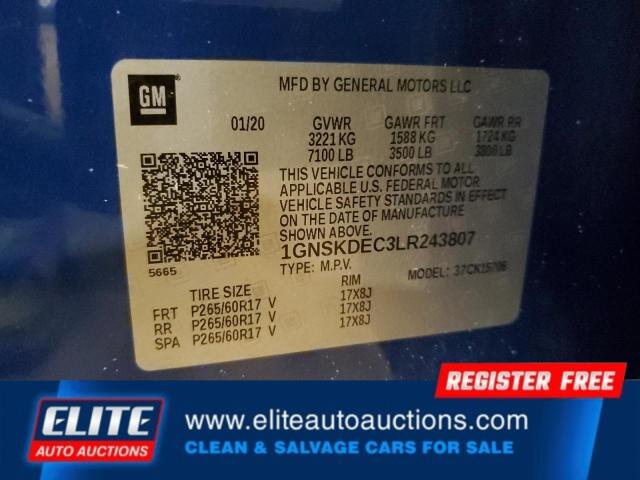 GM
MFD BY GENERAL MOTORS LLC
01/20 GVWR GAWR FRT GAWR RR
3221 KG 1588 KG 1724 KG
7100 LB 3500 LB 3800 LB
THIS VEHICLE CONFORMS TO ALL
APPLICABLE U.S. FEDERAL MOTOR
VEHICLE SAFETY STANDARDS IN EFFECT
ON THE DATE OF MANUFACTURE
SHOWN ABOVE.
1GNSKDEC3LR243807
5665
TYPE: M.P.V. MODEL: 37CK15706
TIRE SIZE
FRT P265/60R17 V 17X8J
RR P265/60R17 V 17X8J
SPA P265/60R17 V 17X8J
REGISTER FREE
ELITE
AUTO AUCTIONS
www.eliteautoauctions.com
CLEAN & SALVAGE CARS FOR SALE